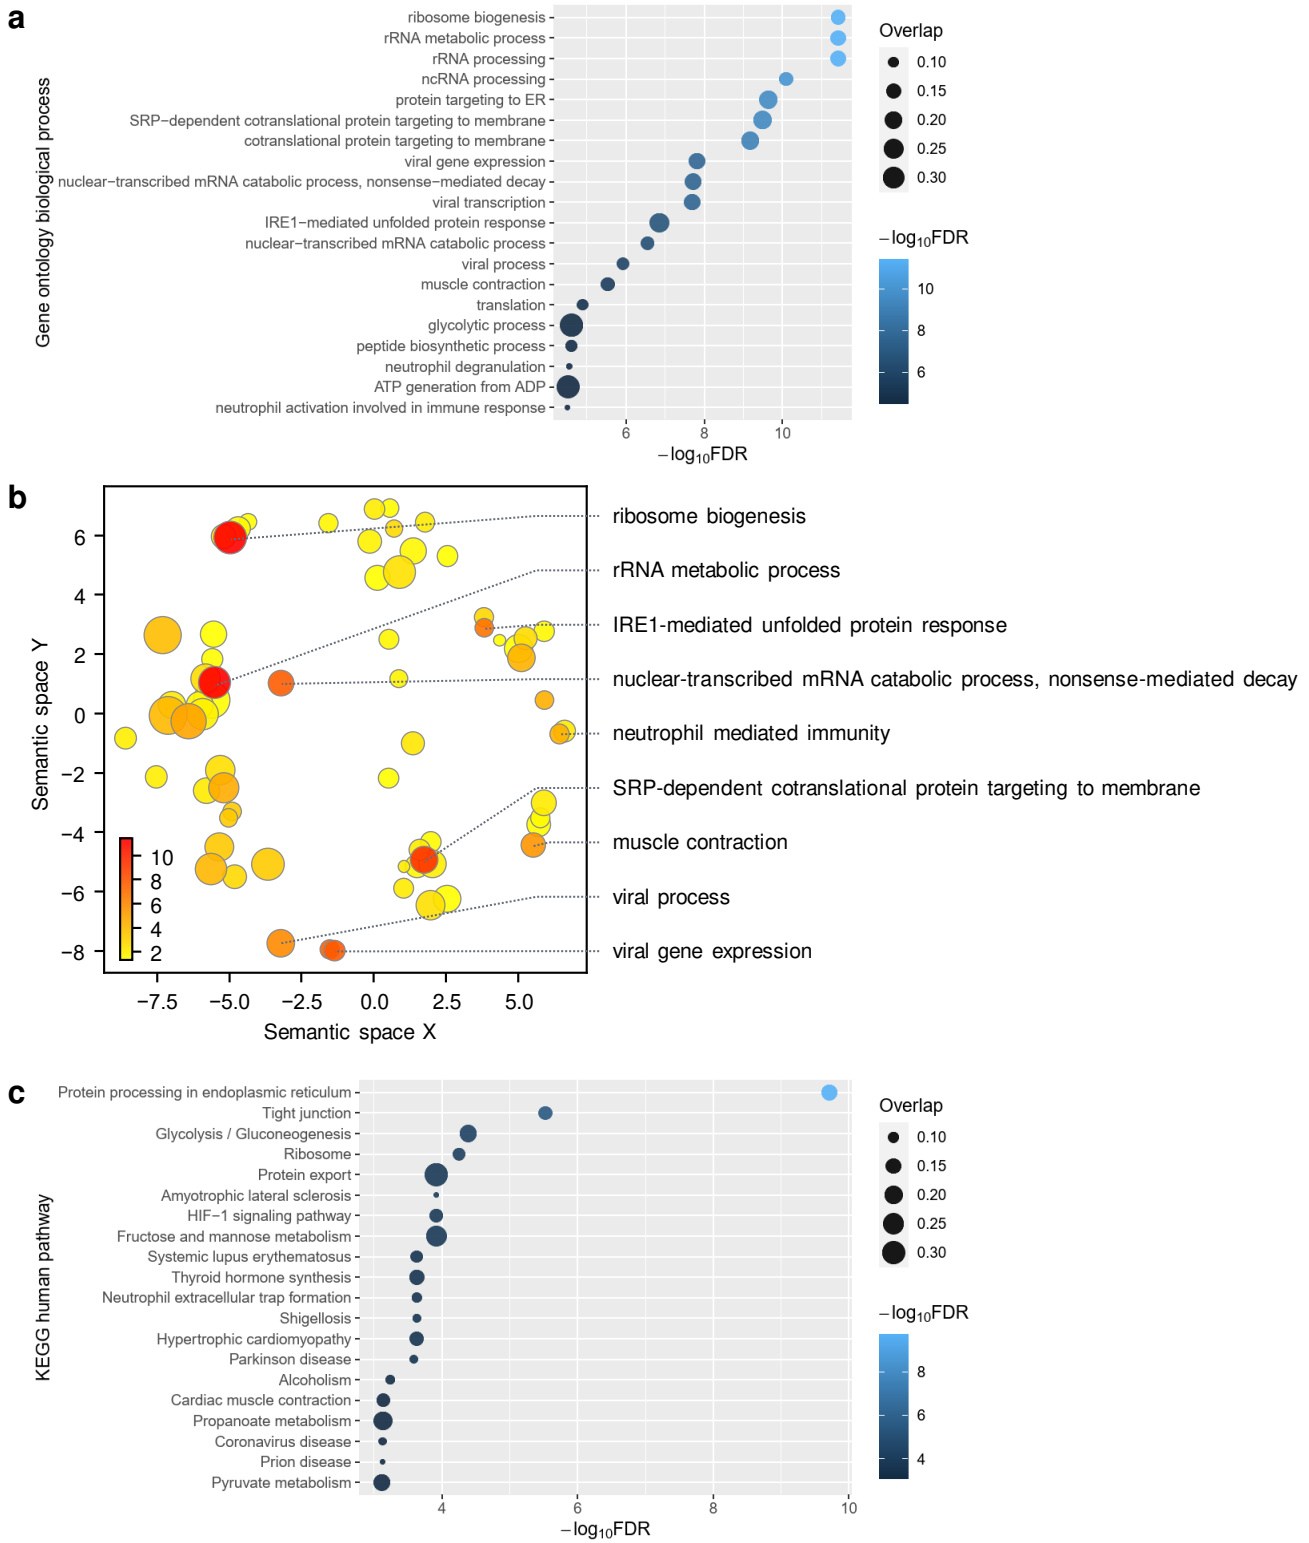 a
Gene ontology biological process
ribosome biogenesis
rRNA metabolic process
rRNA processing
ncRNA processing
protein targeting to ER
SRP−dependent cotranslational protein targeting to membrane
cotranslational protein targeting to membrane
viral gene expression
nuclear−transcribed mRNA catabolic process, nonsense−mediated decay
viral transcription
IRE1−mediated unfolded protein response
nuclear−transcribed mRNA catabolic process
viral process
muscle contraction
translation
glycolytic process
peptide biosynthetic process
neutrophil degranulation
ATP generation from ADP
neutrophil activation involved in immune response
6 8 10
−log10FDR
Overlap
0.10
0.15
0.20
0.25
0.30
−log10FDR
10
8
6
b
Semantic space Y
6
4
2
0
−2
−4
−6
−8
10
8
6
4
2
−7.5 −5.0 −2.5 0.0 2.5 5.0
Semantic space X
ribosome biogenesis
rRNA metabolic process
IRE1-mediated unfolded protein response
nuclear-transcribed mRNA catabolic process, nonsense-mediated decay
neutrophil mediated immunity
SRP-dependent cotranslational protein targeting to membrane
muscle contraction
viral process
viral gene expression
c
KEGG human pathway
Protein processing in endoplasmic reticulum
Tight junction
Glycolysis / Gluconeogenesis
Ribosome
Protein export
Amyotrophic lateral sclerosis
HIF−1 signaling pathway
Fructose and mannose metabolism
Systemic lupus erythematosus
Thyroid hormone synthesis
Neutrophil extracellular trap formation
Shigellosis
Hypertrophic cardiomyopathy
Parkinson disease
Alcoholism
Cardiac muscle contraction
Propanoate metabolism
Coronavirus disease
Prion disease
Pyruvate metabolism
4 6 8 10
−log10FDR
Overlap
0.10
0.15
0.20
0.25
0.30
−log10FDR
8
6
4